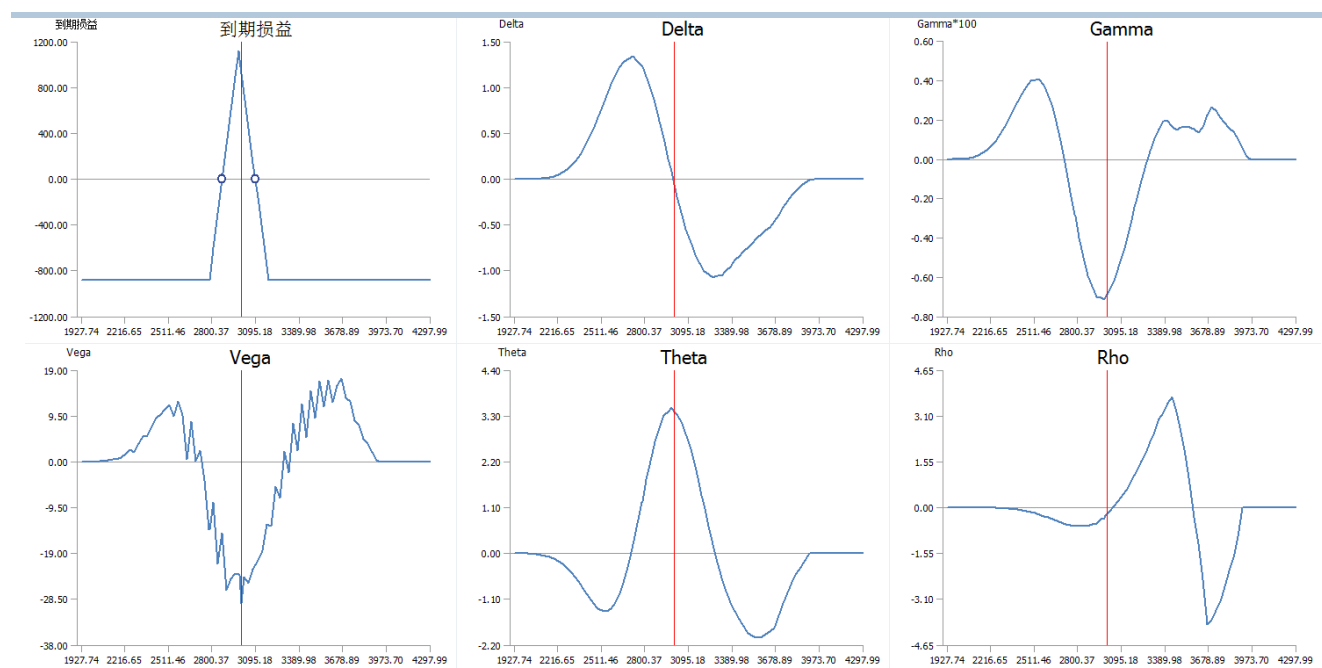 到期损益
到期损益
1200.00
800.00
400.00
0.00
-400.00
-800.00
-1200.00
1927.74 2216.65 2511.46 2800.37 3095.18 3389.98 3678.89 3973.70 4297.99
Delta
Delta
1.50
1.00
0.50
0.00
-0.50
-1.00
-1.50
1927.74 2216.65 2511.46 2800.37 3095.18 3389.98 3678.89 3973.70 4297.99
Gamma*100
Gamma
0.60
0.40
0.20
0.00
-0.20
-0.40
-0.60
-0.80
1927.74 2216.65 2511.46 2800.37 3095.18 3389.98 3678.89 3973.70 4297.99
Vega
Vega
19.00
9.50
0.00
-9.50
-19.00
-28.50
-38.00
1927.74 2216.65 2511.46 2800.37 3095.18 3389.98 3678.89 3973.70 4297.99
Theta
Theta
4.40
3.30
2.20
1.10
0.00
-1.10
-2.20
1927.74 2216.65 2511.46 2800.37 3095.18 3389.98 3678.89 3973.70 4297.99
Rho
Rho
4.65
3.10
1.55
0.00
-1.55
-3.10
-4.65
1927.74 2216.65 2511.46 2800.37 3095.18 3389.98 3678.89 3973.70 4297.99